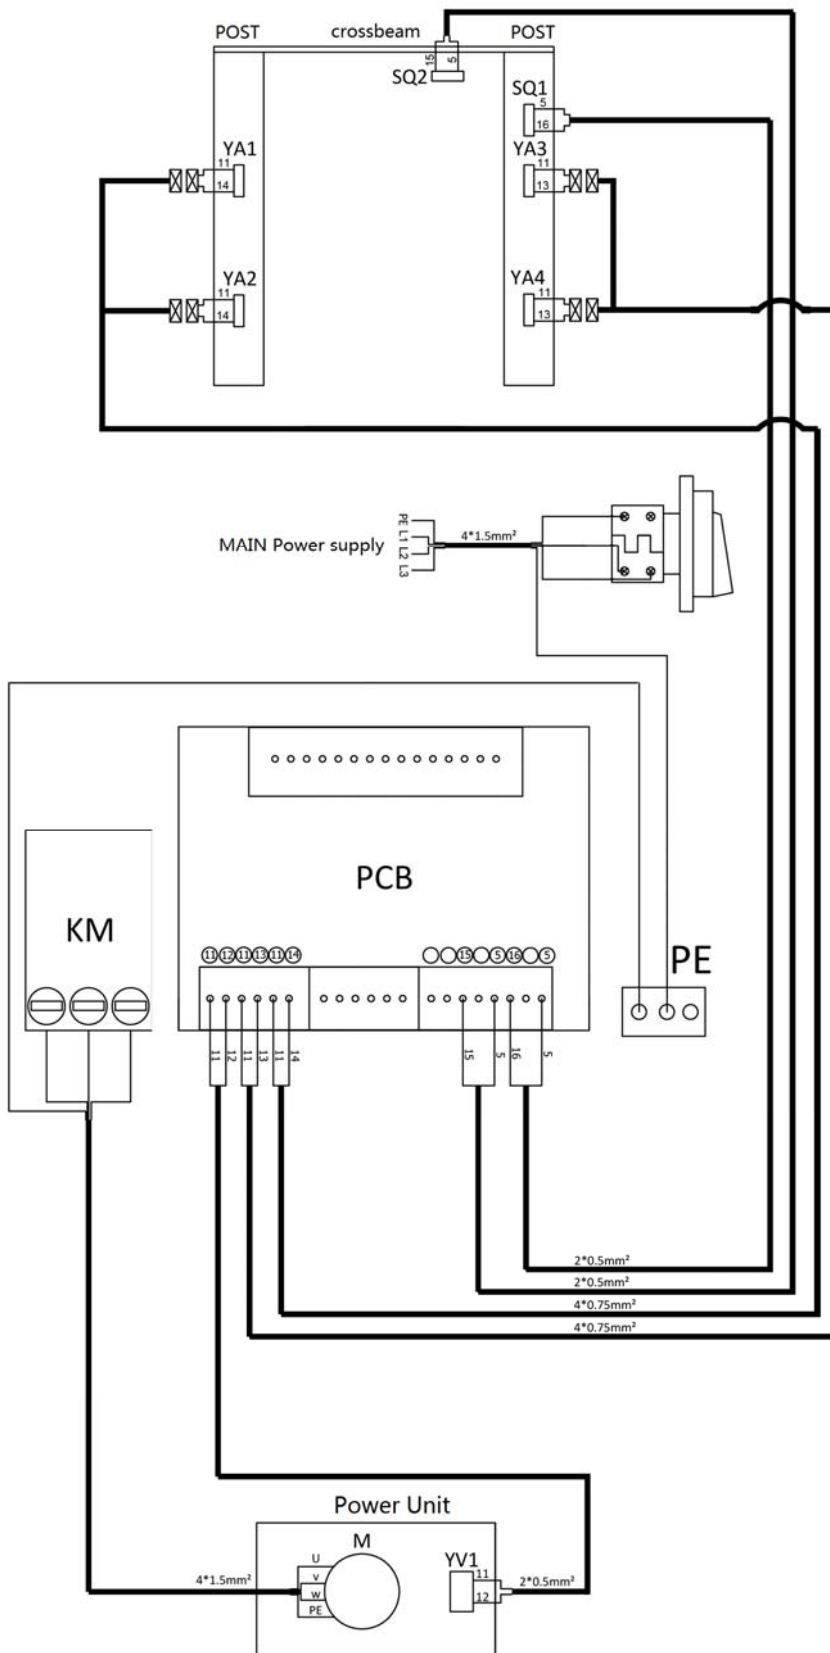 POST
crossbeam
POST
15
5
SQ2
SQ1
5
16
YA1
11
14
YA3
11
13
YA2
11
14
YA4
11
13
MAIN Power supply
PE
L1
L2
L3
4*1.5mm²
PCB
KM
11 12 11 13 11 14
15 5 16 5
PE
11 12 11 13 11 14
15 5 16 5
2*0.5mm²
2*0.5mm²
4*0.75mm²
4*0.75mm²
Power Unit
M
U
V
W
PE
4*1.5mm²
YV1
11
12
2*0.5mm²